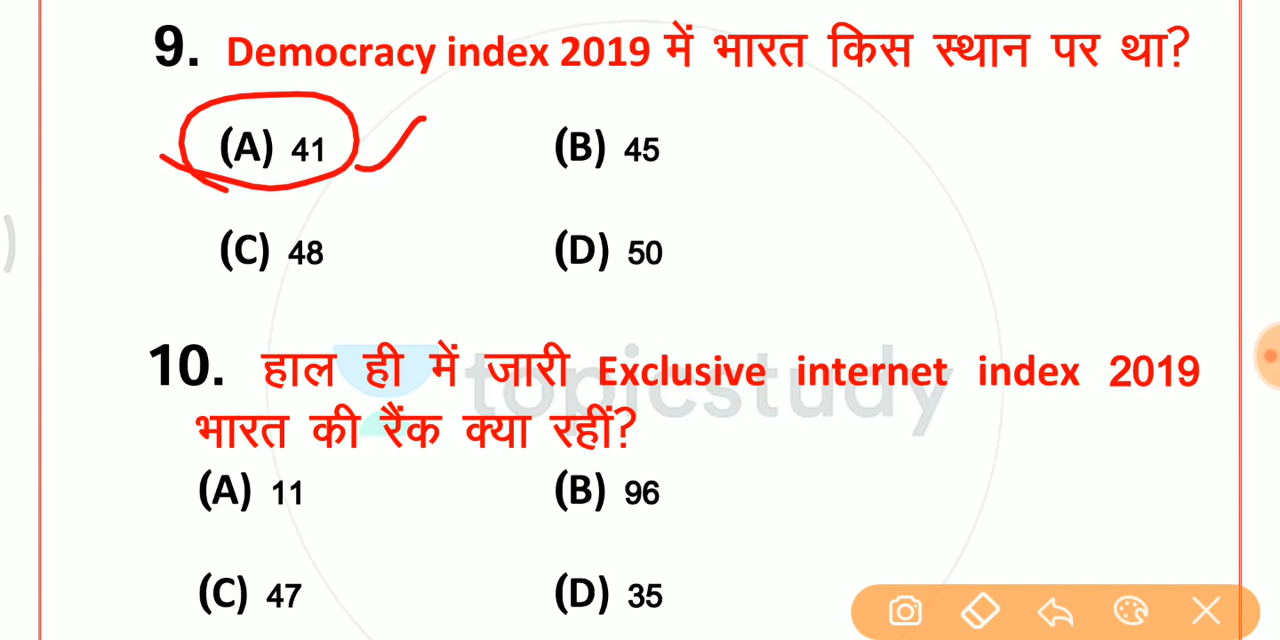 9. Democracy index 2019 में भारत किस स्थान पर था?
(A) 41 (B) 45
(C) 48 (D) 50
10. हाल ही में जारी Exclusive internet index 2019
भारत की रैंक क्या रहीं?
topicstudy
(A) 11 (B) 96
(C) 47 (D) 35